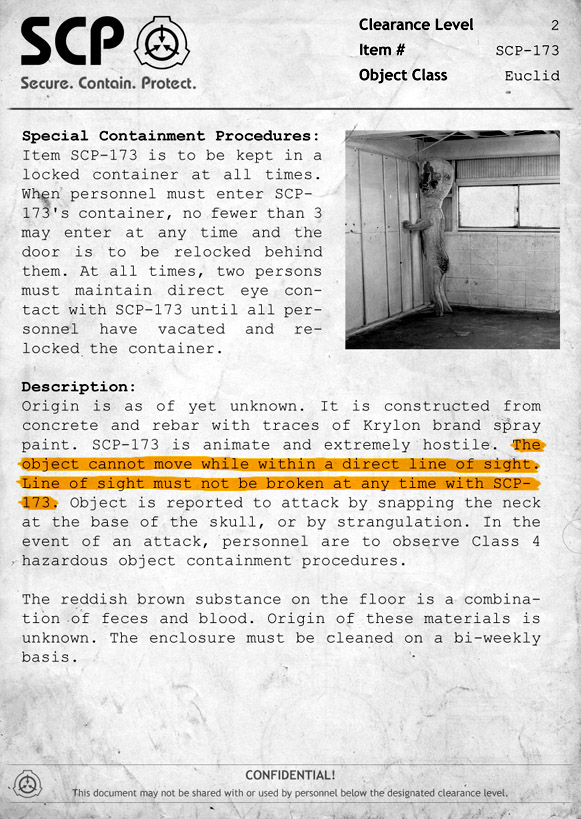 SCP
Secure. Contain. Protect.
Clearance Level 2
Item # SCP-173
Object Class Euclid
Special Containment Procedures:
Item SCP-173 is to be kept in a
locked container at all times.
When personnel must enter SCP-
173's container, no fewer than 3
may enter at any time and the
door is to be relocked behind
them. At all times, two persons
must maintain direct eye con-
tact with SCP-173 until all per-
sonnel have vacated and re-
locked the container.
Description:
Origin is as of yet unknown. It is constructed from
concrete and rebar with traces of Krylon brand spray
paint. SCP-173 is animate and extremely hostile. The
object cannot move while within a direct line of sight.
Line of sight must not be broken at any time with SCP-
173. Object is reported to attack by snapping the neck
at the base of the skull, or by strangulation. In the
event of an attack, personnel are to observe Class 4
hazardous object containment procedures.
The reddish brown substance on the floor is a combina-
tion of feces and blood. Origin of these materials is
unknown. The enclosure must be cleaned on a bi-weekly
basis.
CONFIDENTIAL!
This document may not be shared with or used by personnel below the designated clearance level.